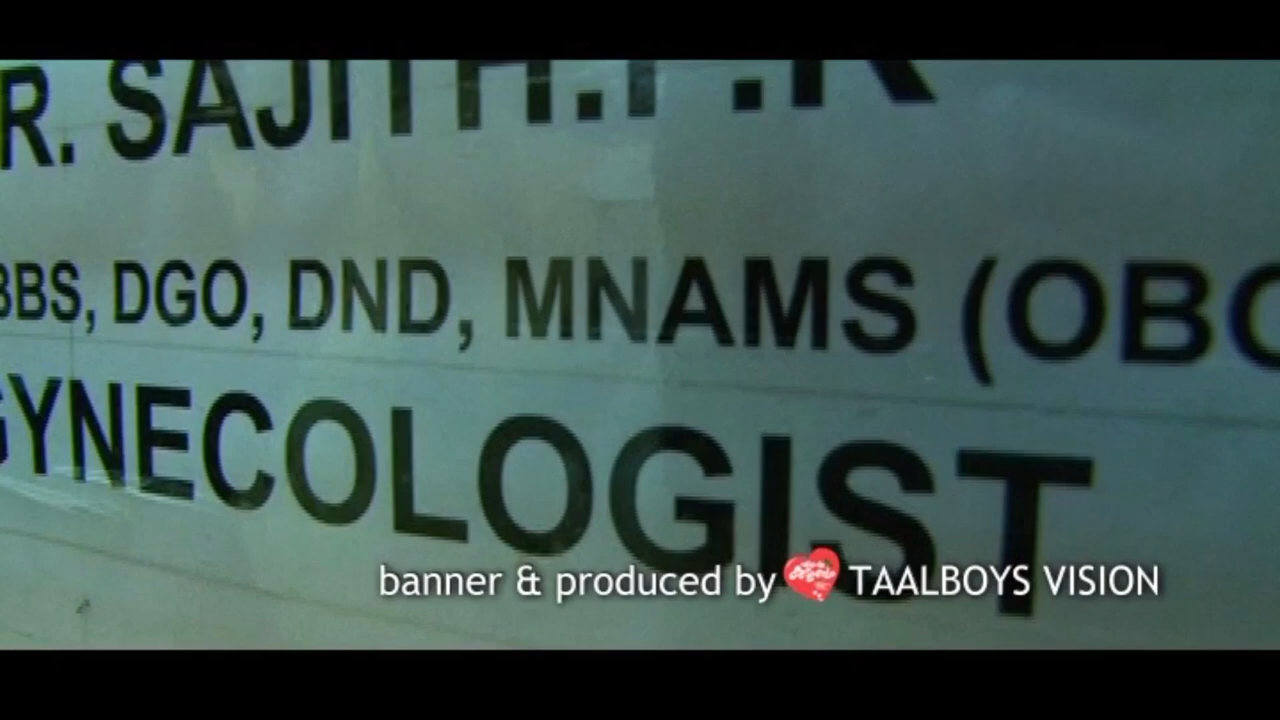 R. SAJITH.P.K
BBS, DGO, DND, MNAMS (OBG
GYNECOLOGIST
banner & produced by TAALBOYS VISION